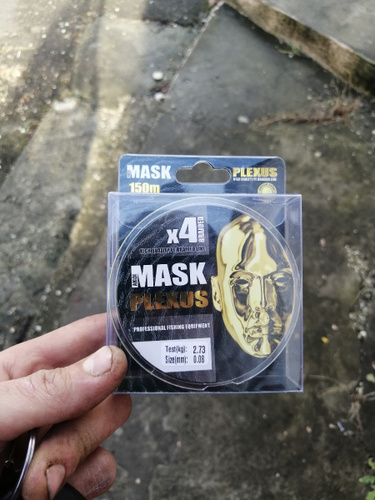 MASK
PLEXUS
150m
x4
BRAIDED
MASK
PLEXUS
PROFESSIONAL FISHING EQUIPMENT
Test(kg): 2.73
Size(mm): 0.08